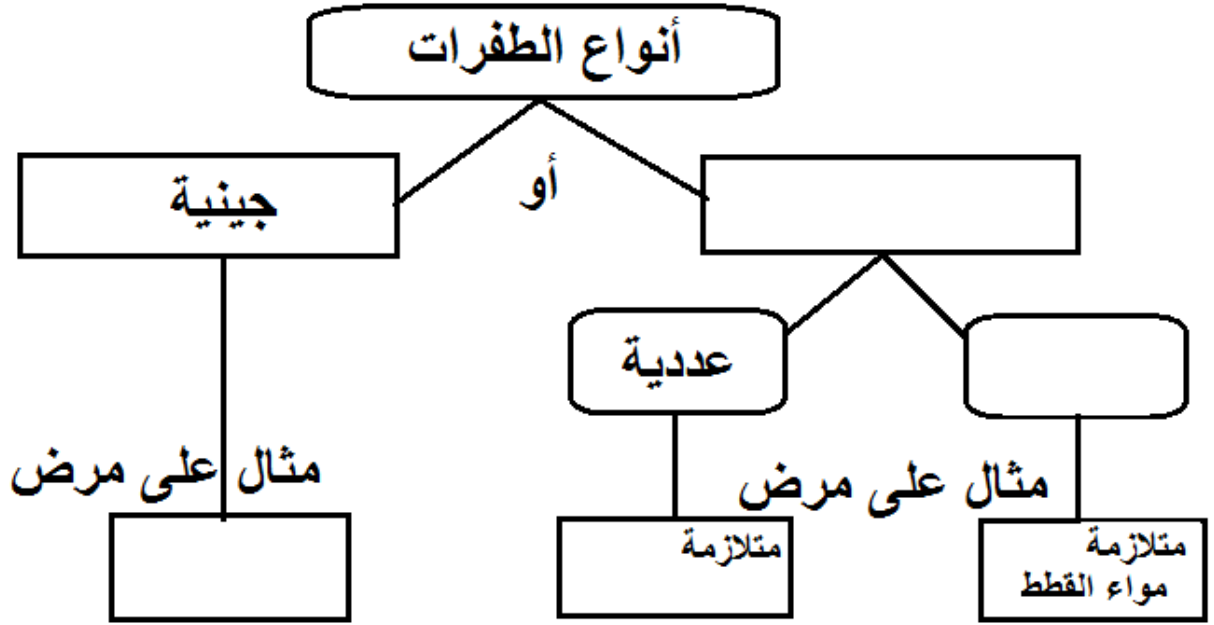 أنواع الطفرات
أو
جينية
عددية
مثال على مرض
مثال على مرض
متلازمة
مواء القطط
متلازمة